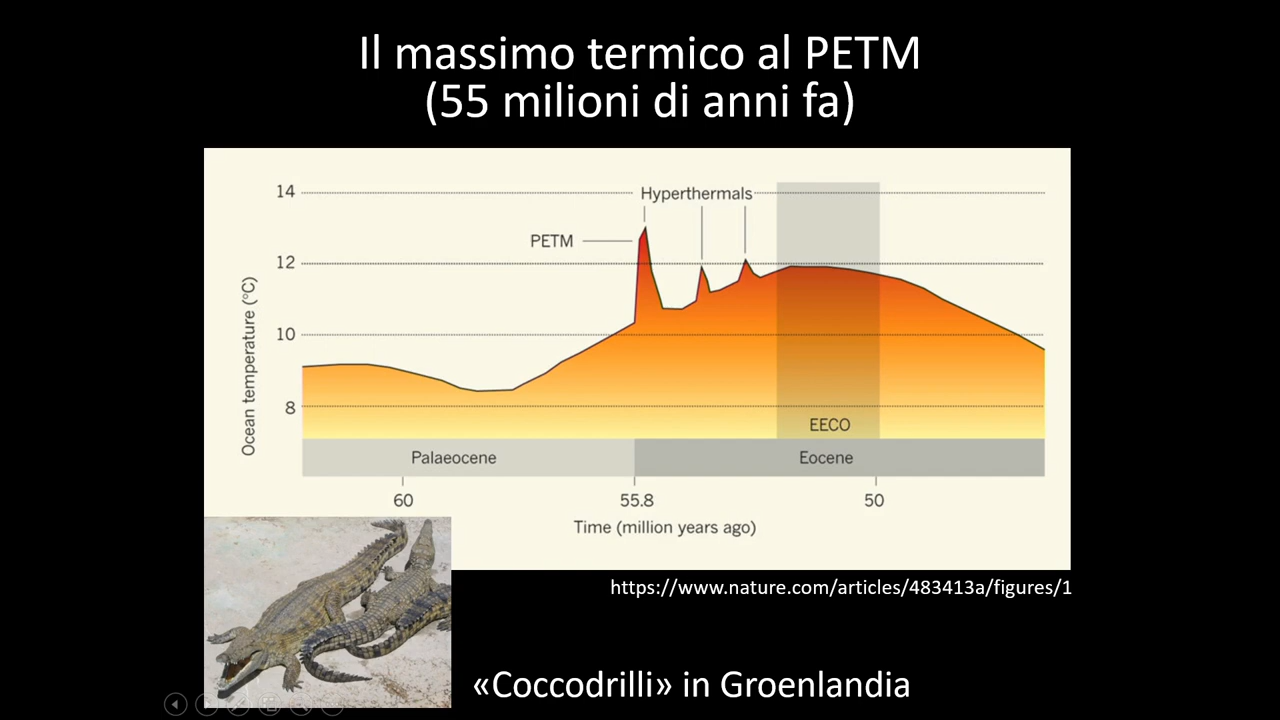 Il massimo termico al PETM
(55 milioni di anni fa)
14
Hyperthermals
PETM
12
10
8
Ocean temperature (°C)
EECO
Palaeocene
Eocene
60
55.8
50
Time (million years ago)
https://www.nature.com/articles/483413a/figures/1
«Coccodrilli» in Groenlandia